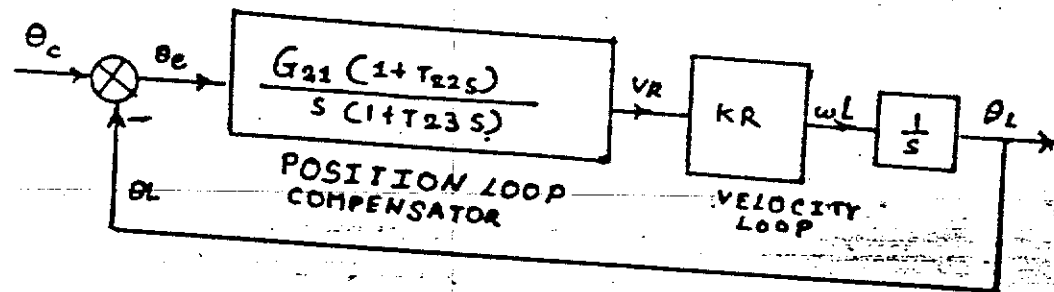 θc
θe
G21 (1+T22S)
S (1+T23 S)
VR
KR
ωL
1
S
θL
θL
−
POSITION LOOP
COMPENSATOR
VELOCITY
LOOP